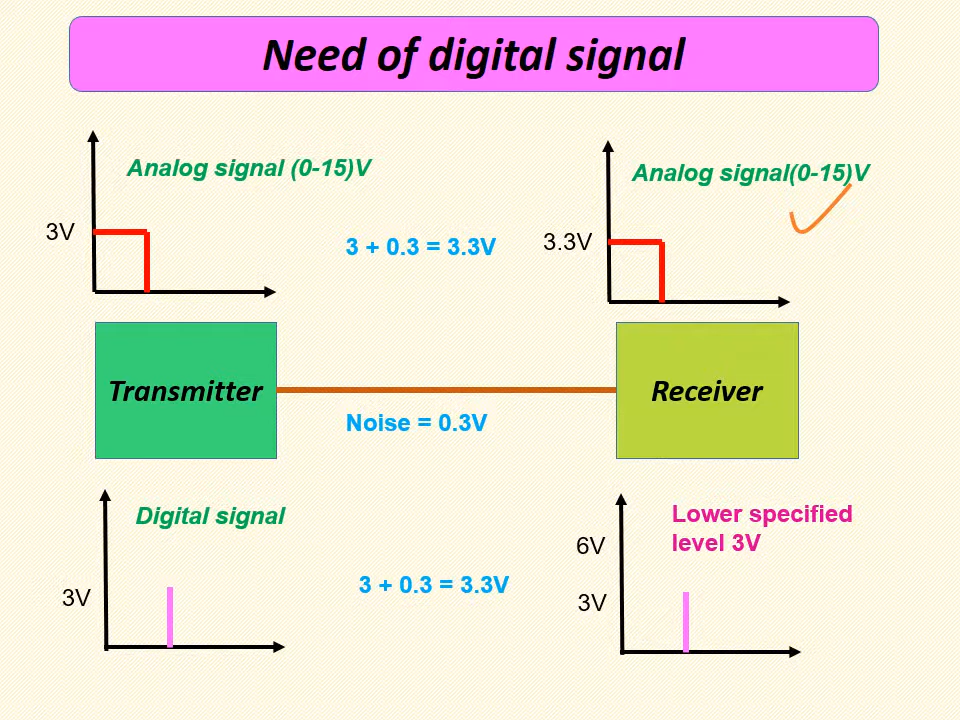 Need of digital signal
Analog signal (0-15)V
Analog signal(0-15)V
3V
3 + 0.3 = 3.3V
3.3V
Transmitter
Receiver
Noise = 0.3V
Digital signal
Lower specified
level 3V
6V
3 + 0.3 = 3.3V
3V
3V